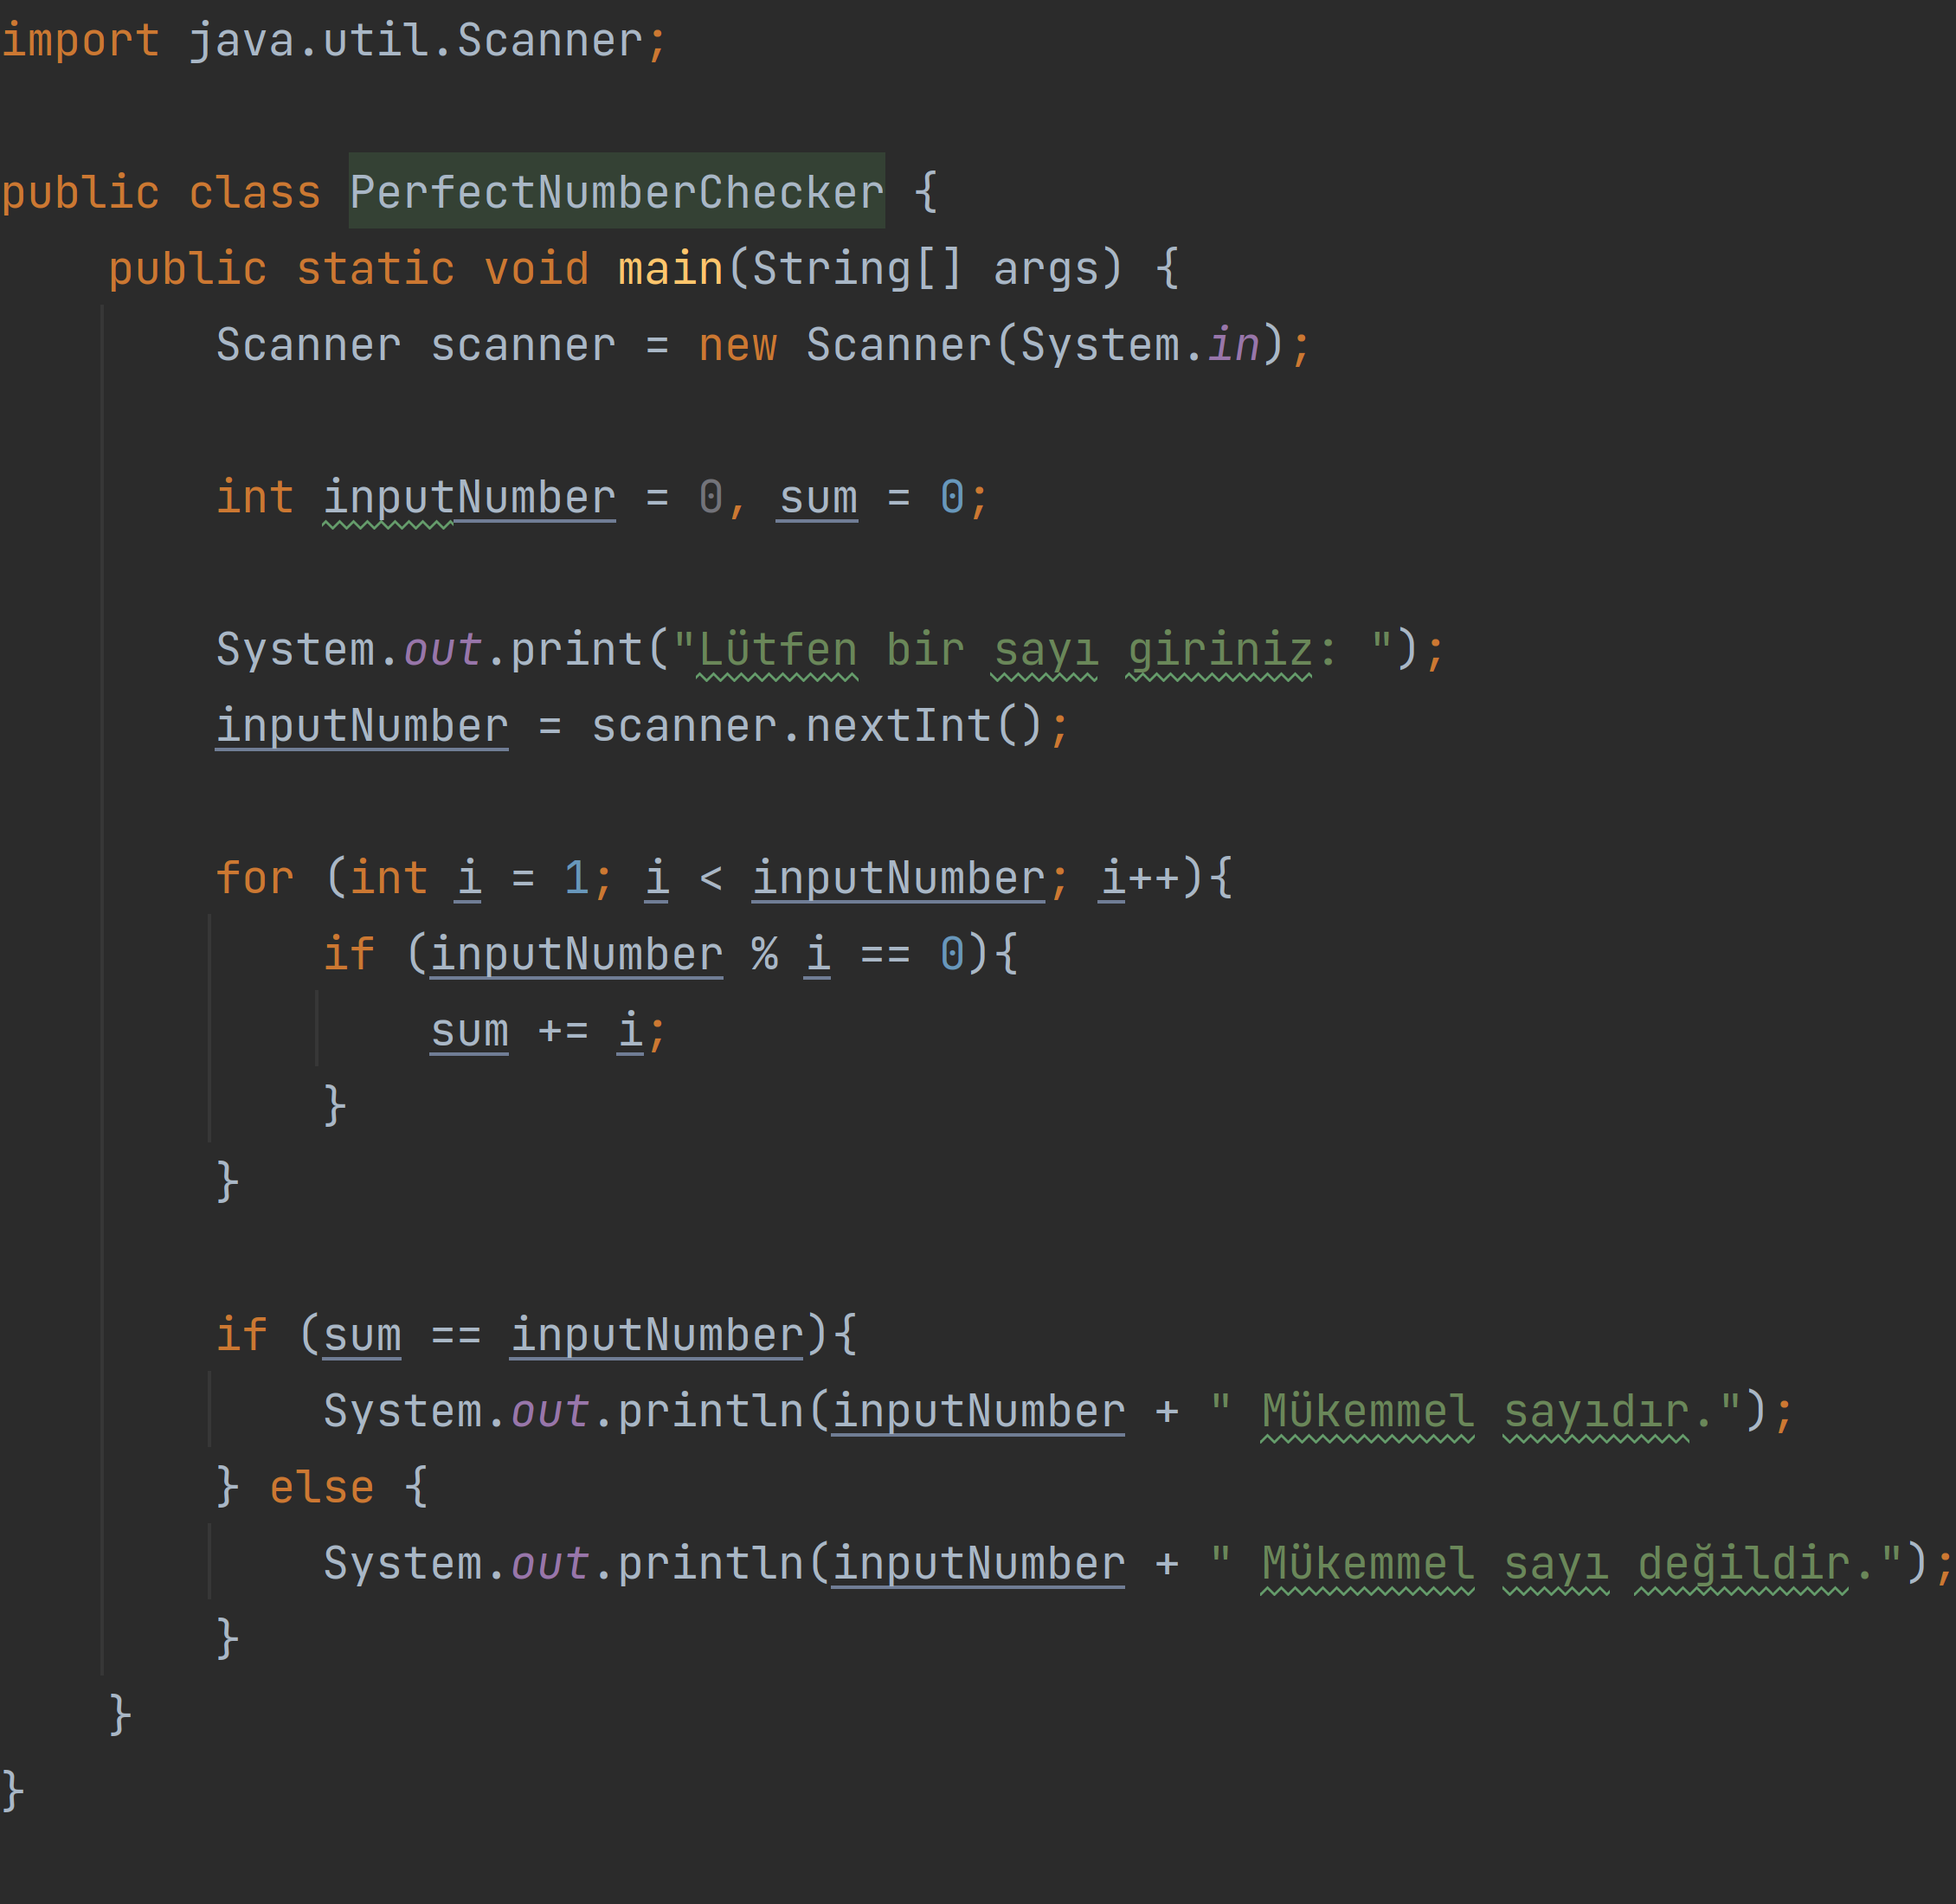 import java.util.Scanner;
public class PerfectNumberChecker {
    public static void main(String[] args) {
        Scanner scanner = new Scanner(System.in);
        int inputNumber = 0, sum = 0;
        System.out.print("Lütfen bir sayı giriniz: ");
        inputNumber = scanner.nextInt();
        for (int i = 1; i < inputNumber; i++){
            if (inputNumber % i == 0){
                sum += i;
            }
        }
        if (sum == inputNumber){
            System.out.println(inputNumber + " Mükemmel sayıdır.");
        } else {
            System.out.println(inputNumber + " Mükemmel sayı değildir.");
        }
    }
}